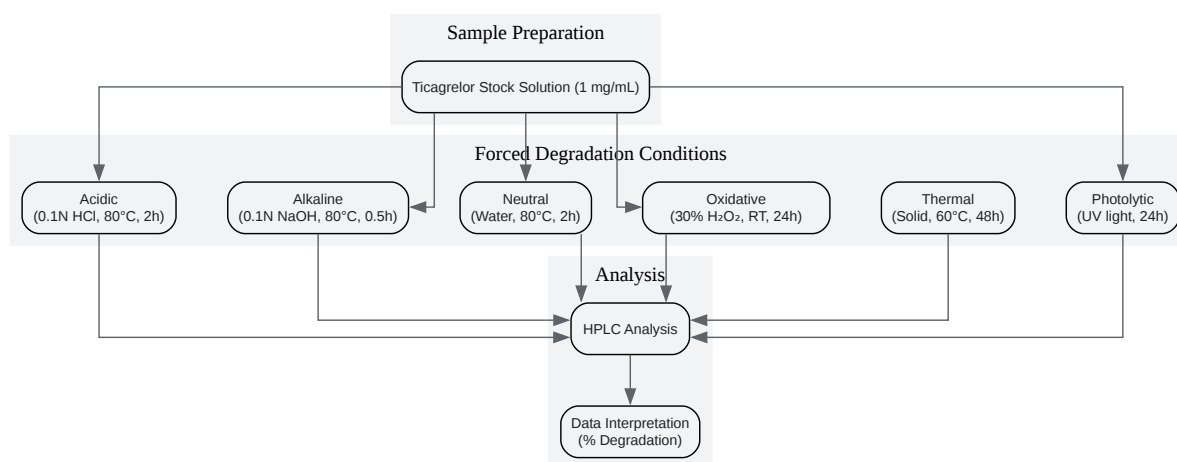 Sample Preparation
Ticagrelor Stock Solution (1 mg/mL)
Forced Degradation Conditions
Acidic
(0.1N HCl, 80°C, 2h)
Alkaline
(0.1N NaOH, 80°C, 0.5h)
Neutral
(Water, 80°C, 2h)
Oxidative
(30% H₂O₂, RT, 24h)
Thermal
(Solid, 60°C, 48h)
Photolytic
(UV light, 24h)
Analysis
HPLC Analysis
Data Interpretation
(% Degradation)